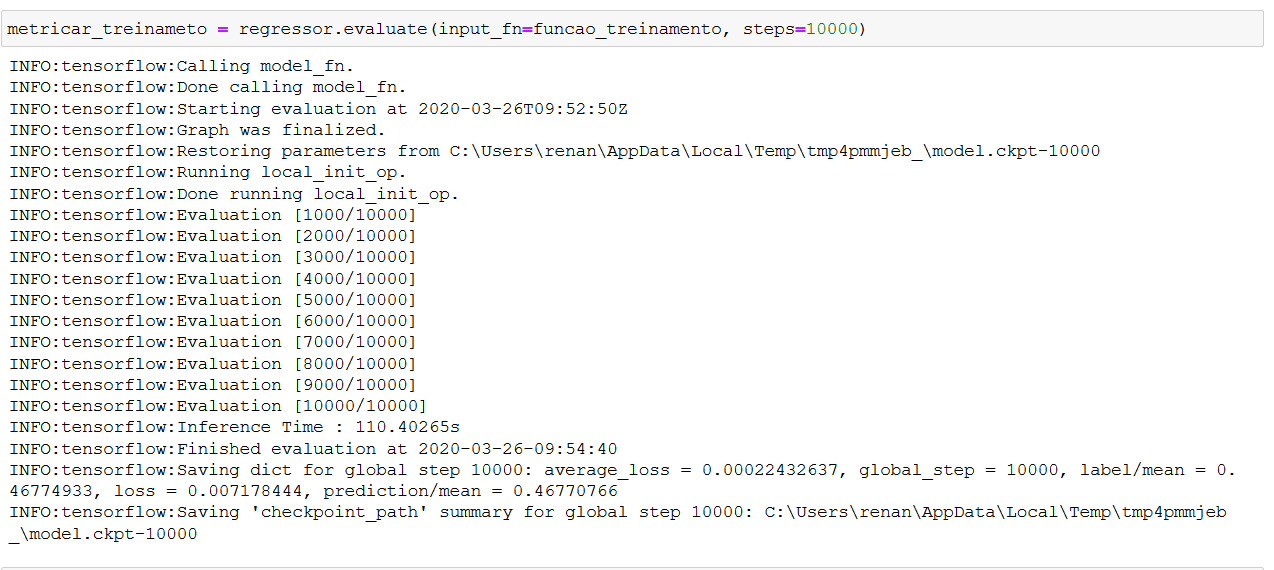 metricar_treinameto = regressor.evaluate(input_fn=funcao_treinamento, steps=10000)
INFO:tensorflow:Calling model_fn.
INFO:tensorflow:Done calling model_fn.
INFO:tensorflow:Starting evaluation at 2020-03-26T09:52:50Z
INFO:tensorflow:Graph was finalized.
INFO:tensorflow:Restoring parameters from C:\Users\renan\AppData\Local\Temp\tmp4pmmjeb_\model.ckpt-10000
INFO:tensorflow:Running local_init_op.
INFO:tensorflow:Done running local_init_op.
INFO:tensorflow:Evaluation [1000/10000]
INFO:tensorflow:Evaluation [2000/10000]
INFO:tensorflow:Evaluation [3000/10000]
INFO:tensorflow:Evaluation [4000/10000]
INFO:tensorflow:Evaluation [5000/10000]
INFO:tensorflow:Evaluation [6000/10000]
INFO:tensorflow:Evaluation [7000/10000]
INFO:tensorflow:Evaluation [8000/10000]
INFO:tensorflow:Evaluation [9000/10000]
INFO:tensorflow:Evaluation [10000/10000]
INFO:tensorflow:Inference Time : 110.40265s
INFO:tensorflow:Finished evaluation at 2020-03-26-09:54:40
INFO:tensorflow:Saving dict for global step 10000: average_loss = 0.00022432637, global_step = 10000, label/mean = 0.
46774933, loss = 0.007178444, prediction/mean = 0.46770766
INFO:tensorflow:Saving 'checkpoint_path' summary for global step 10000: C:\Users\renan\AppData\Local\Temp\tmp4pmmjeb
_\model.ckpt-10000